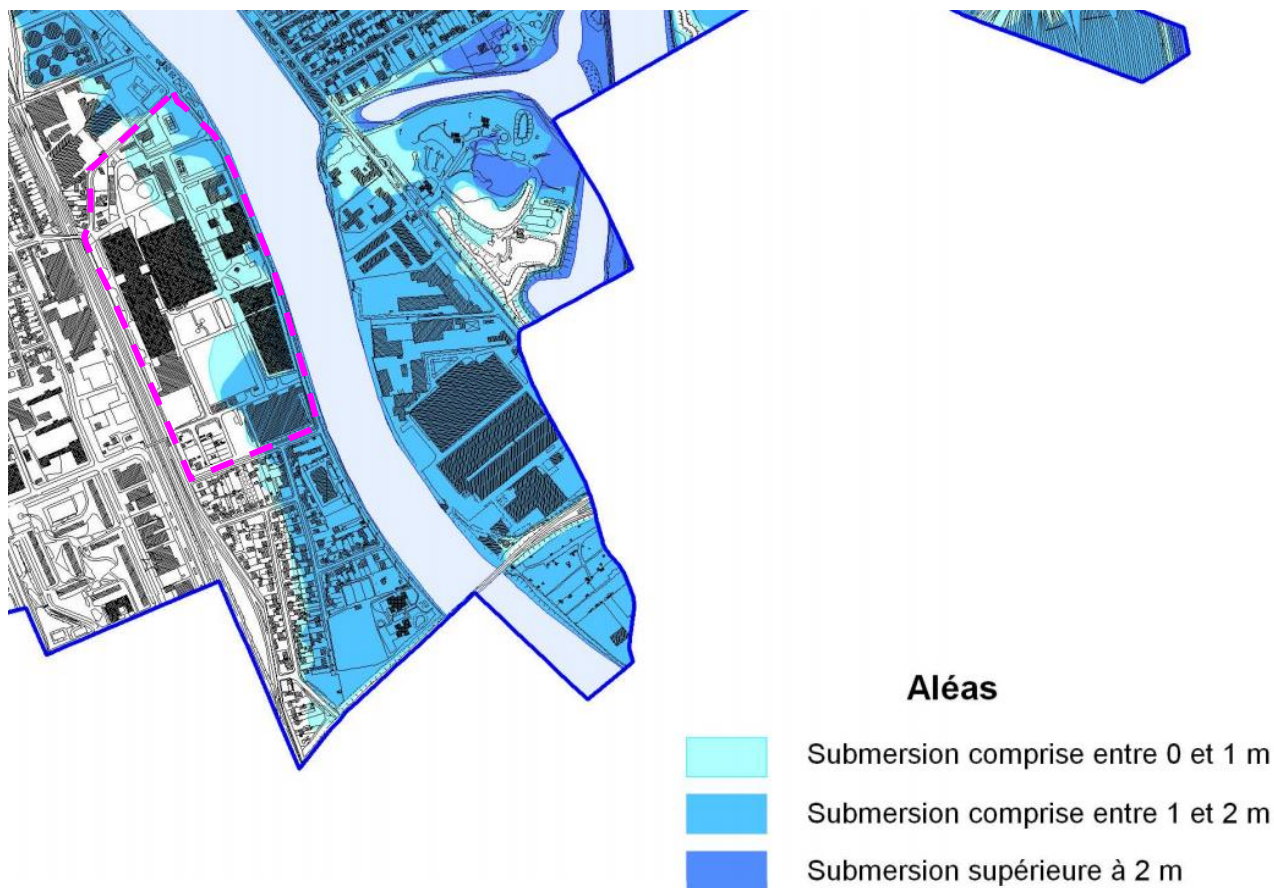 Aléas
Submersion comprise entre 0 et 1 m
Submersion comprise entre 1 et 2 m
Submersion supérieure à 2 m